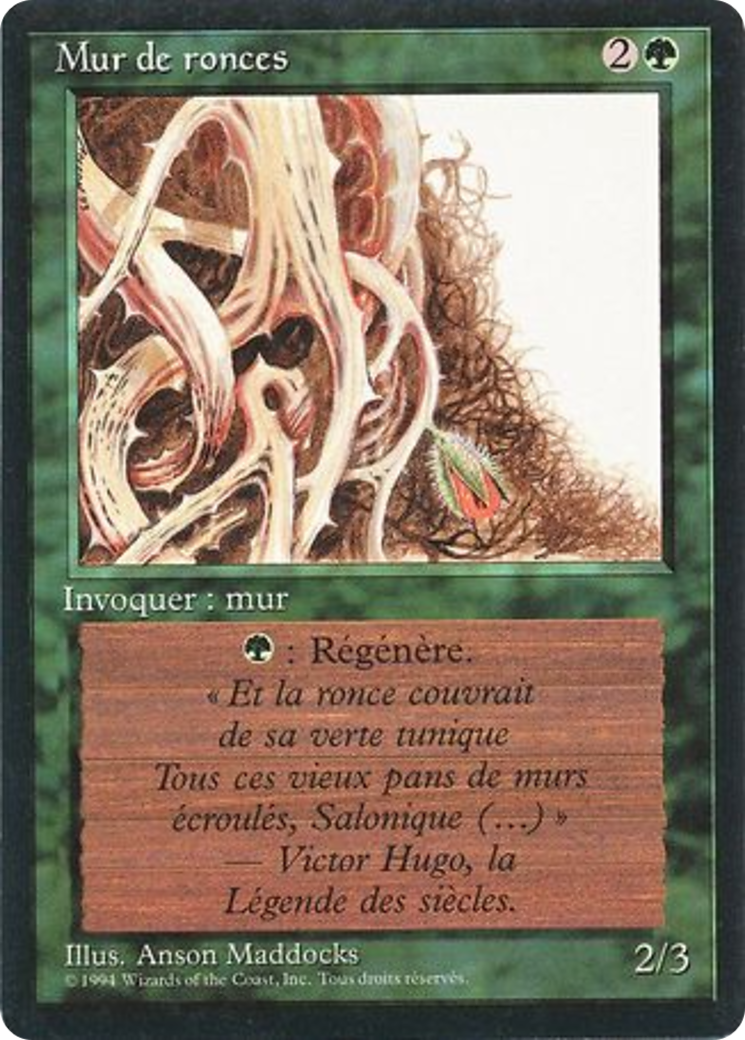 Mur de ronces
2
Invoquer : mur
: Régénère.
« Et la ronce couvrait
de sa verte tunique
Tous ces vieux pans de murs
écroulés, Salonique (...) »
— Victor Hugo, la
Légende des siècles.
Illus. Anson Maddocks
2/3
© 1994 Wizards of the Coast, Inc. Tous droits réservés.